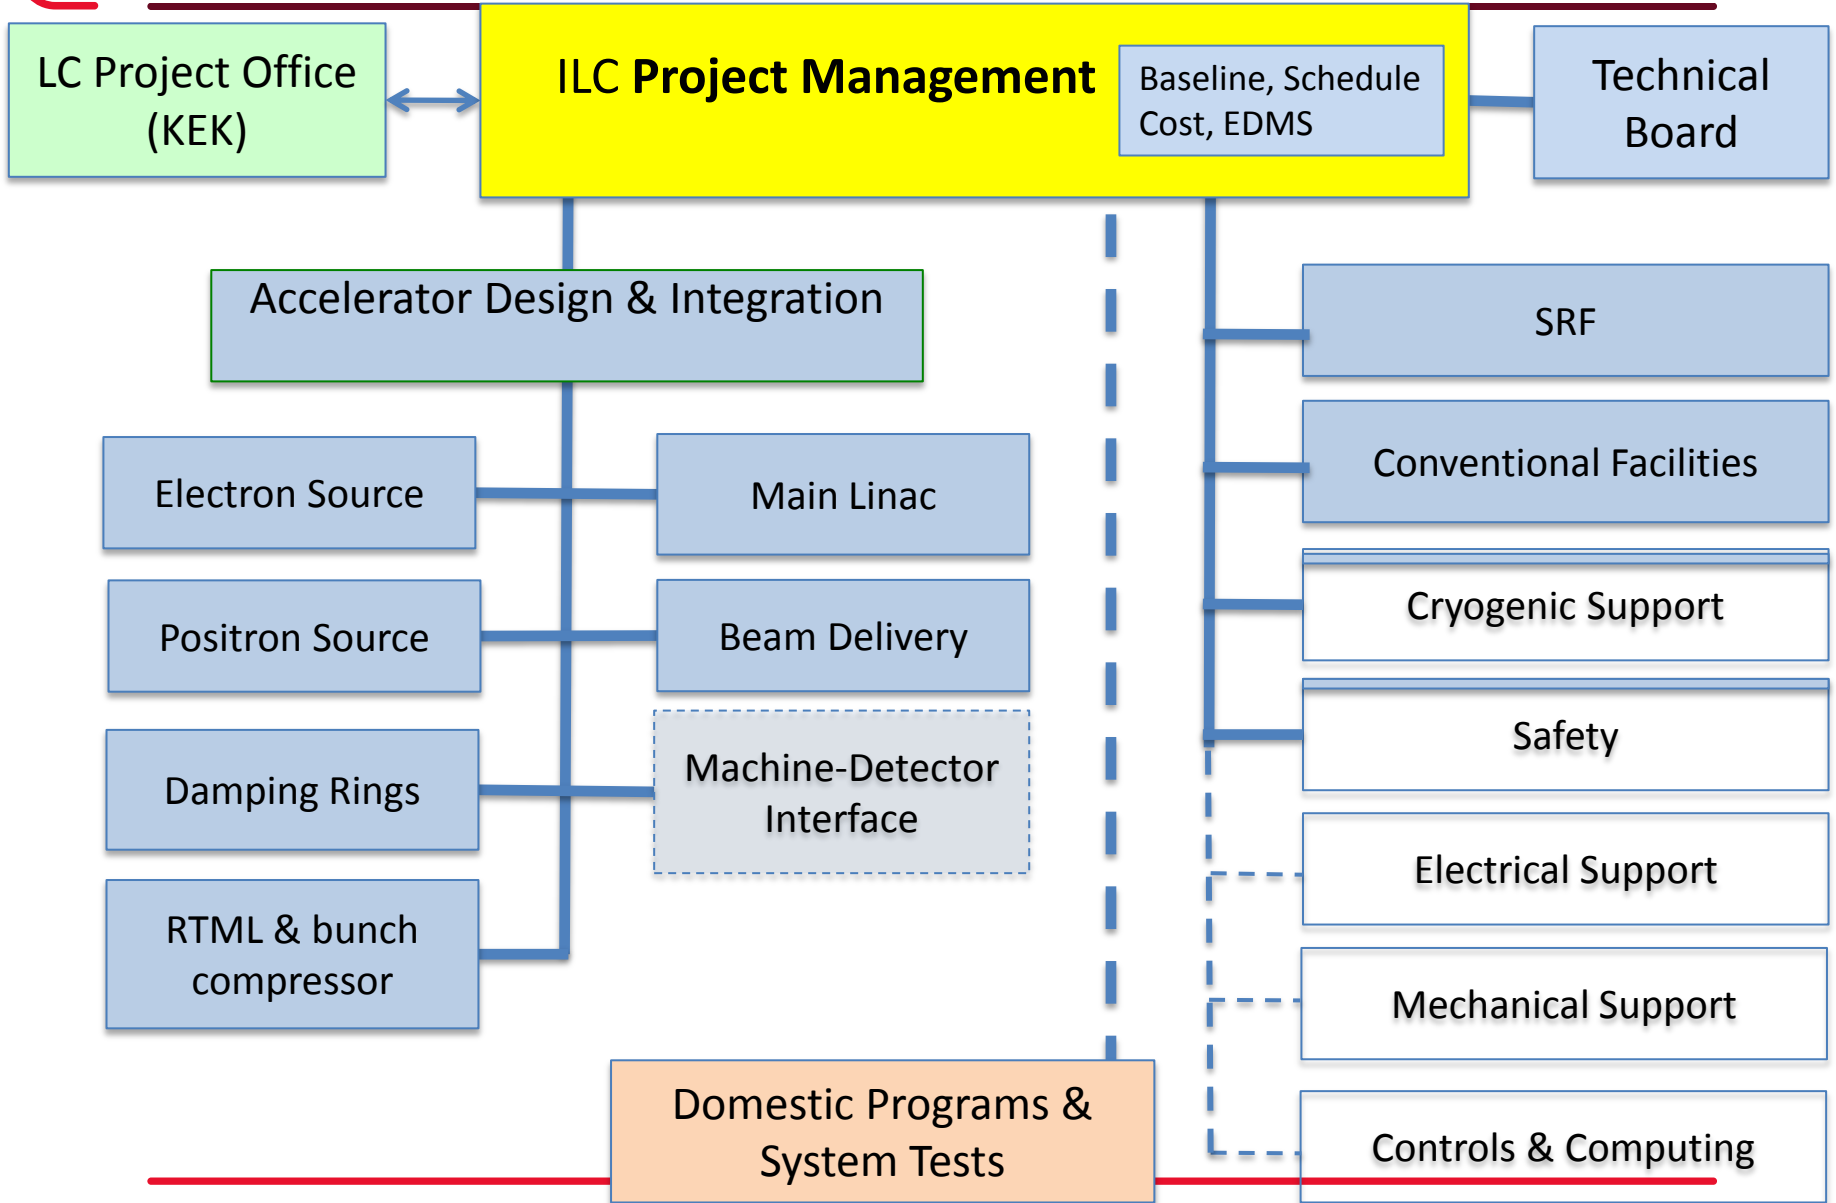 LC Project Office
(KEK)
ILC Project Management
Baseline, Schedule
Cost, EDMS
Technical
Board
Accelerator Design & Integration
Electron Source
Main Linac
Positron Source
Beam Delivery
Damping Rings
Machine-Detector
Interface
RTML & bunch
compressor
SRF
Conventional Facilities
Cryogenic Support
Safety
Electrical Support
Mechanical Support
Controls & Computing
Domestic Programs &
System Tests